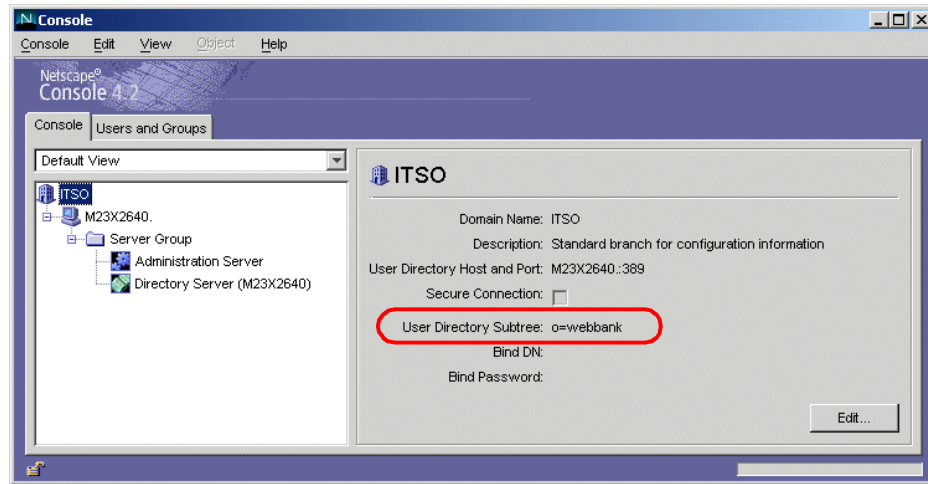 Console
Console Edit View Object Help
Netscape®
Console 4.2
Console Users and Groups
Default View
ITSO
M23X2640.
Server Group
Administration Server
Directory Server (M23X2640)
ITSO
Domain Name: ITSO
Description: Standard branch for configuration information
User Directory Host and Port: M23X2640.:389
Secure Connection:
User Directory Subtree: o=webbank
Bind DN:
Bind Password:
Edit...